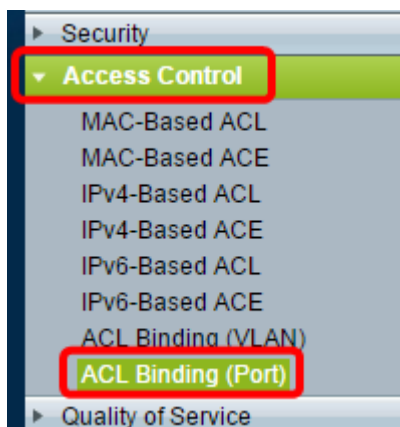 Security
Access Control
MAC-Based ACL
MAC-Based ACE
IPv4-Based ACL
IPv4-Based ACE
IPv6-Based ACL
IPv6-Based ACE
ACL Binding (VLAN)
ACL Binding (Port)
Quality of Service